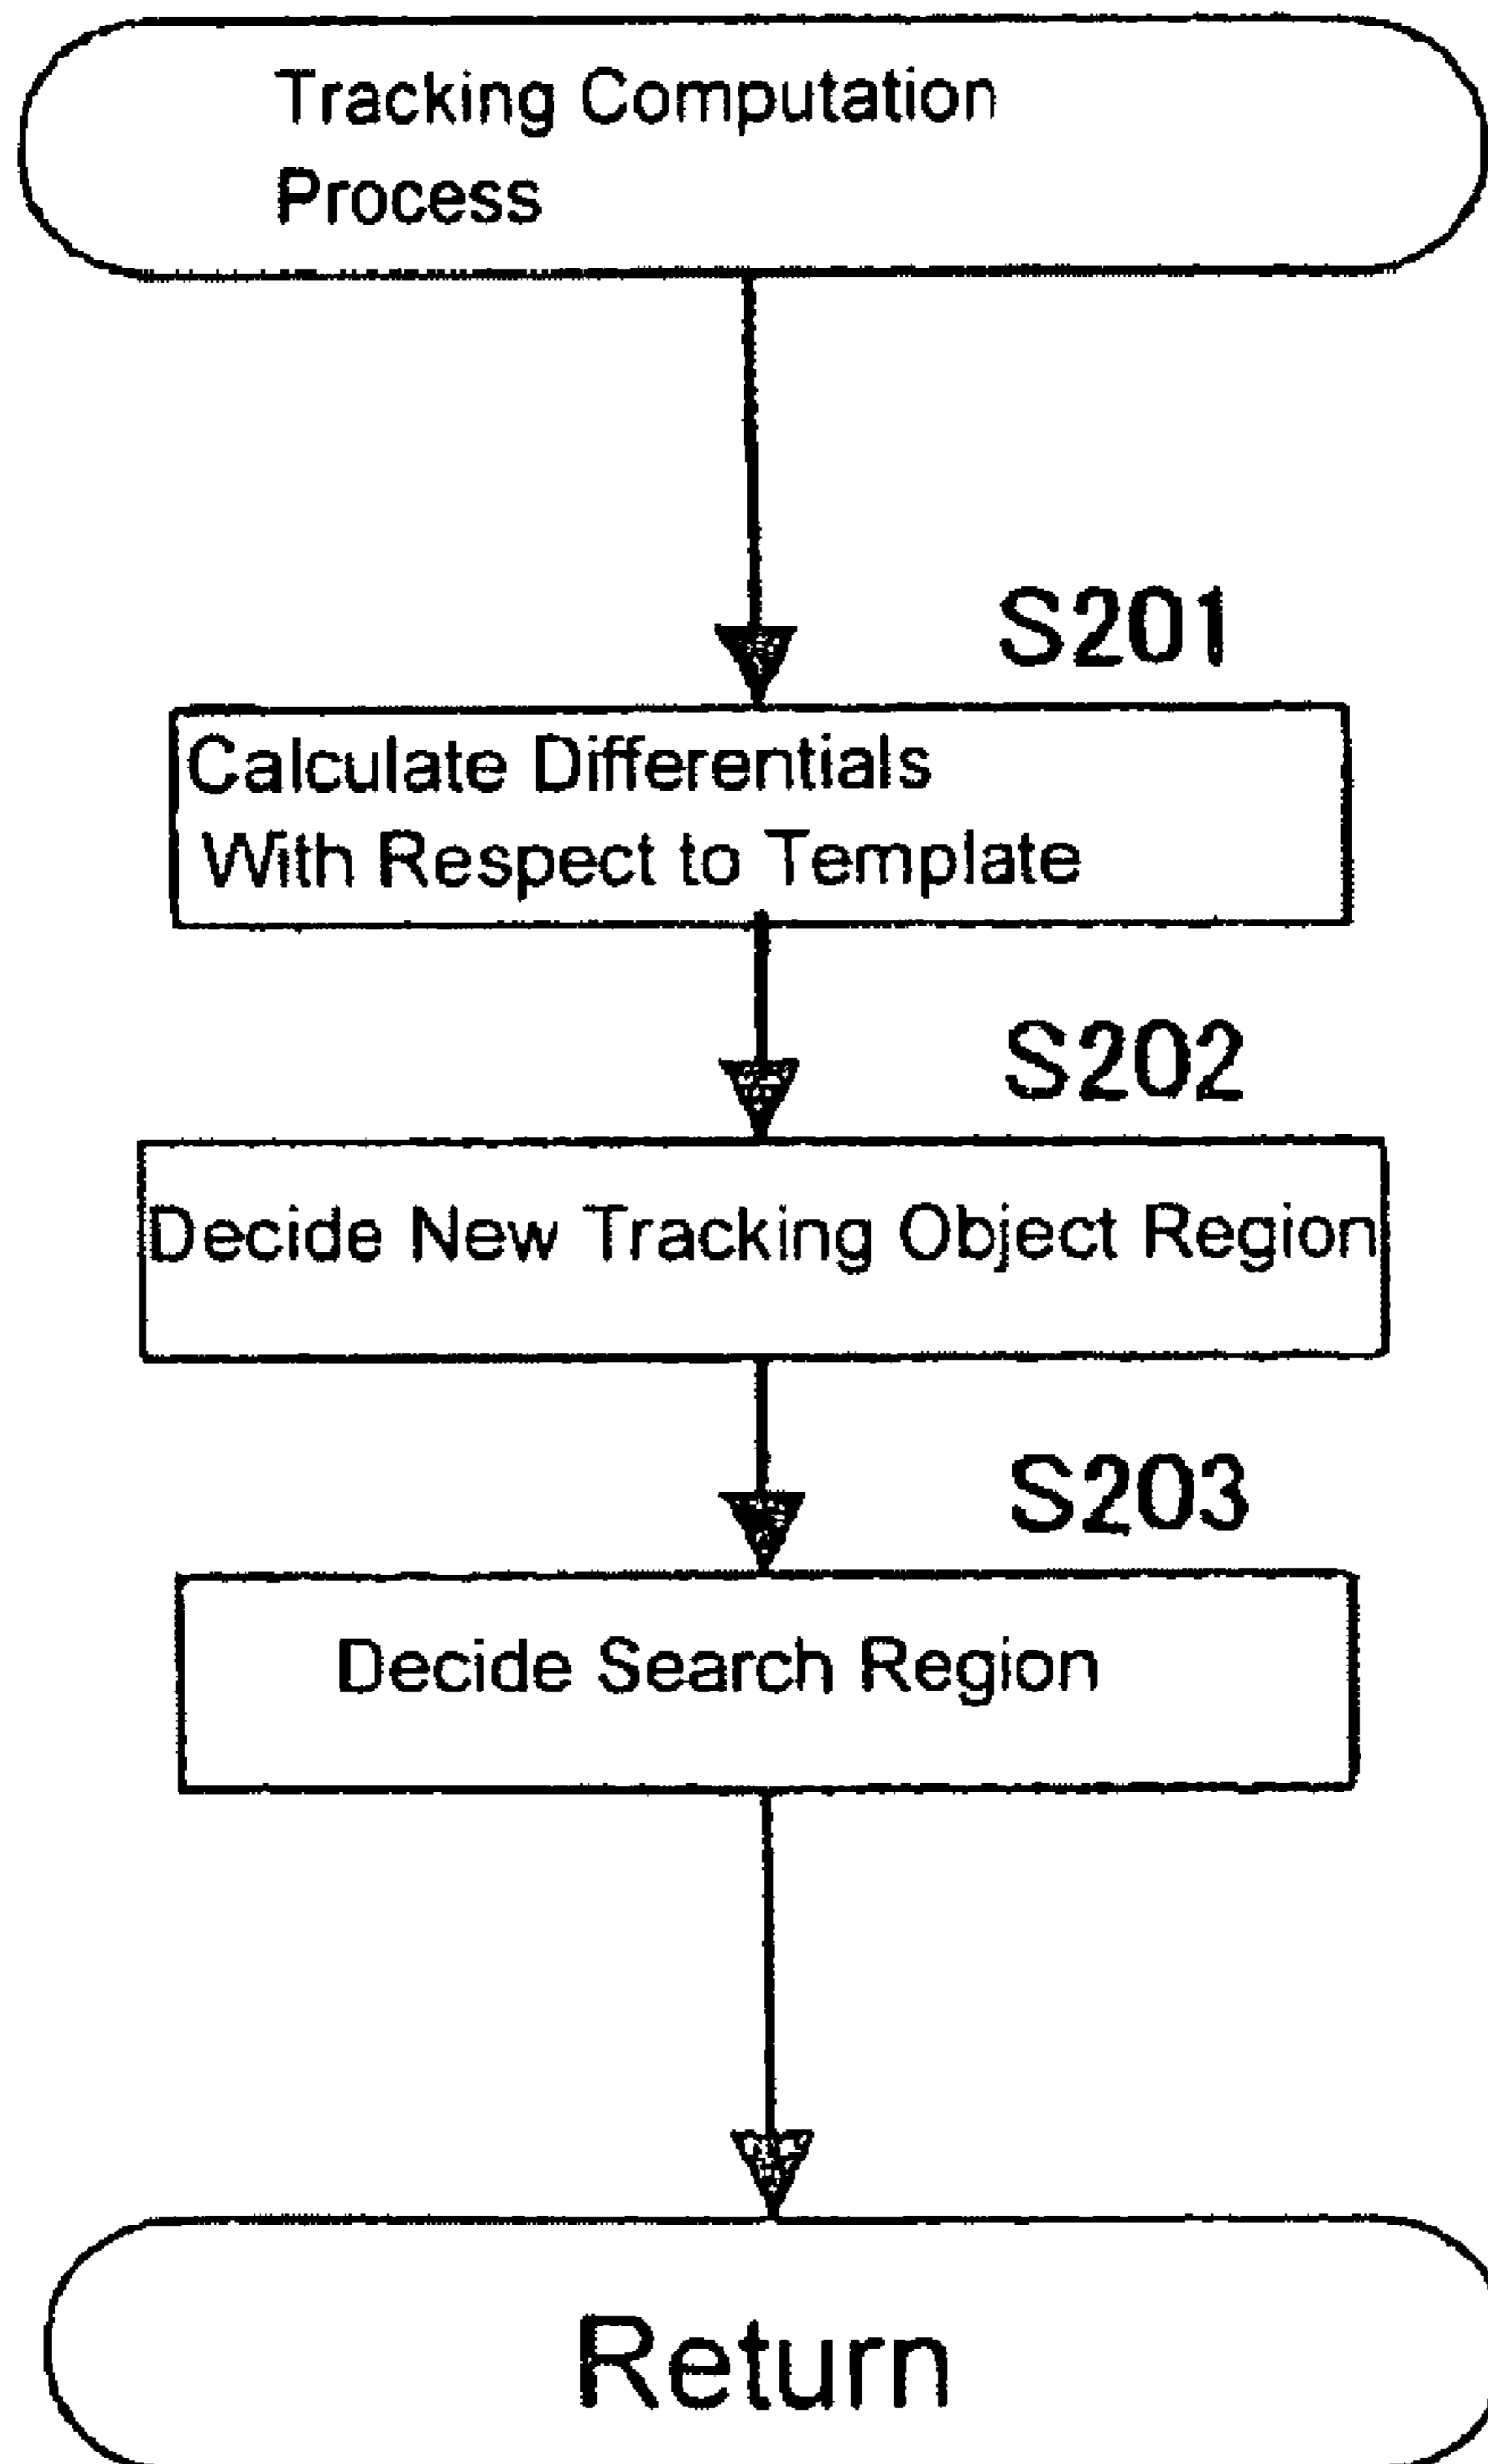 Tracking Computation
Process
S201
Calculate Differentials
With Respect to Template
S202
Decide New Tracking Object Region
S203
Decide Search Region
Return